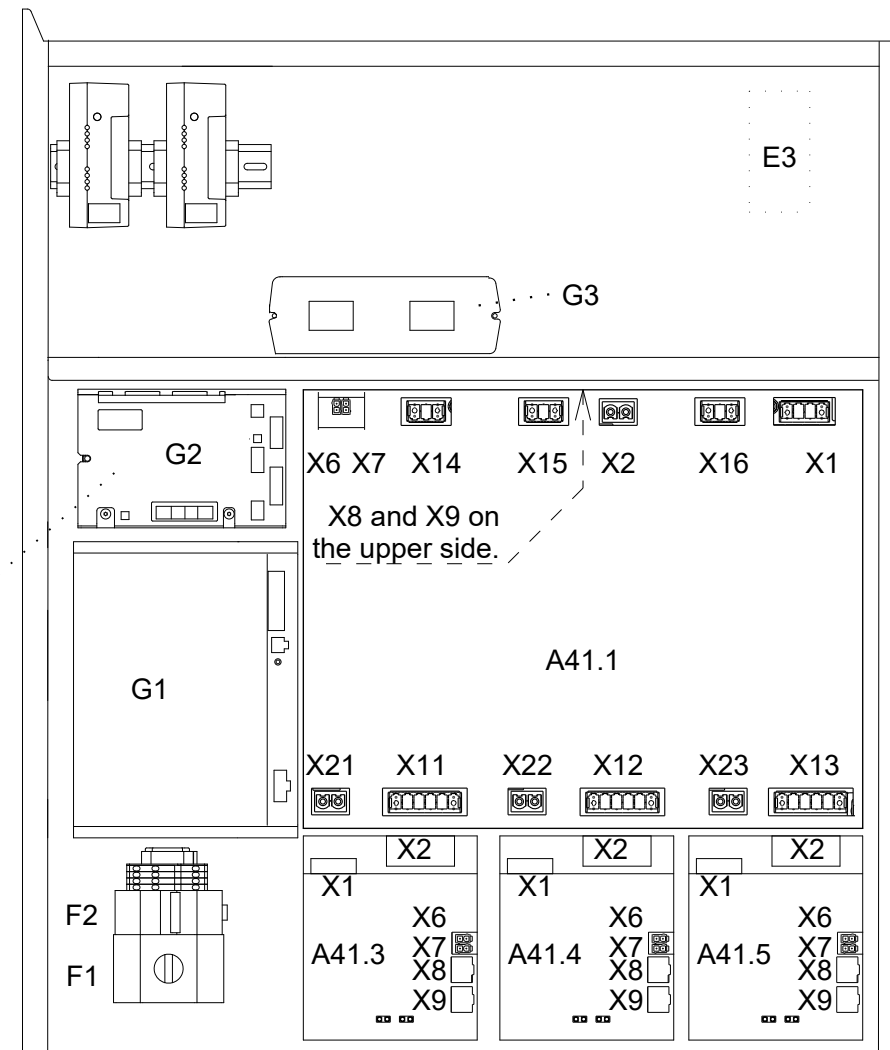 E3
G3
G2
X6 X7 X14 X15 X2 X16 X1
X8 and X9 on
the upper side.
A41.1
G1
X21 X11 X22 X12 X23 X13
X2 X2 X2
X1 X1 X1
F2 X6 X6 X6
A41.3 X7 A41.4 X7 A41.5 X7
F1 X8 X8 X8
X9 X9 X9